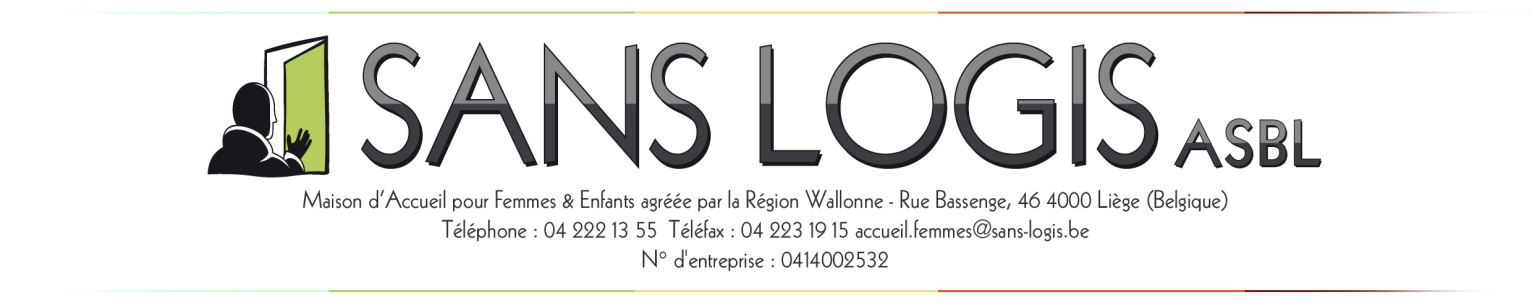 SANS LOGIS ASBL
Maison d'Accueil pour Femmes & Enfants agréée par la Région Wallonne - Rue Bassenge, 46 4000 Liège (Belgique)
Téléphone : 04 222 13 55 Téléfax : 04 223 19 15 accueil.femmes@sans-logis.be
N° d'entreprise : 0414002532